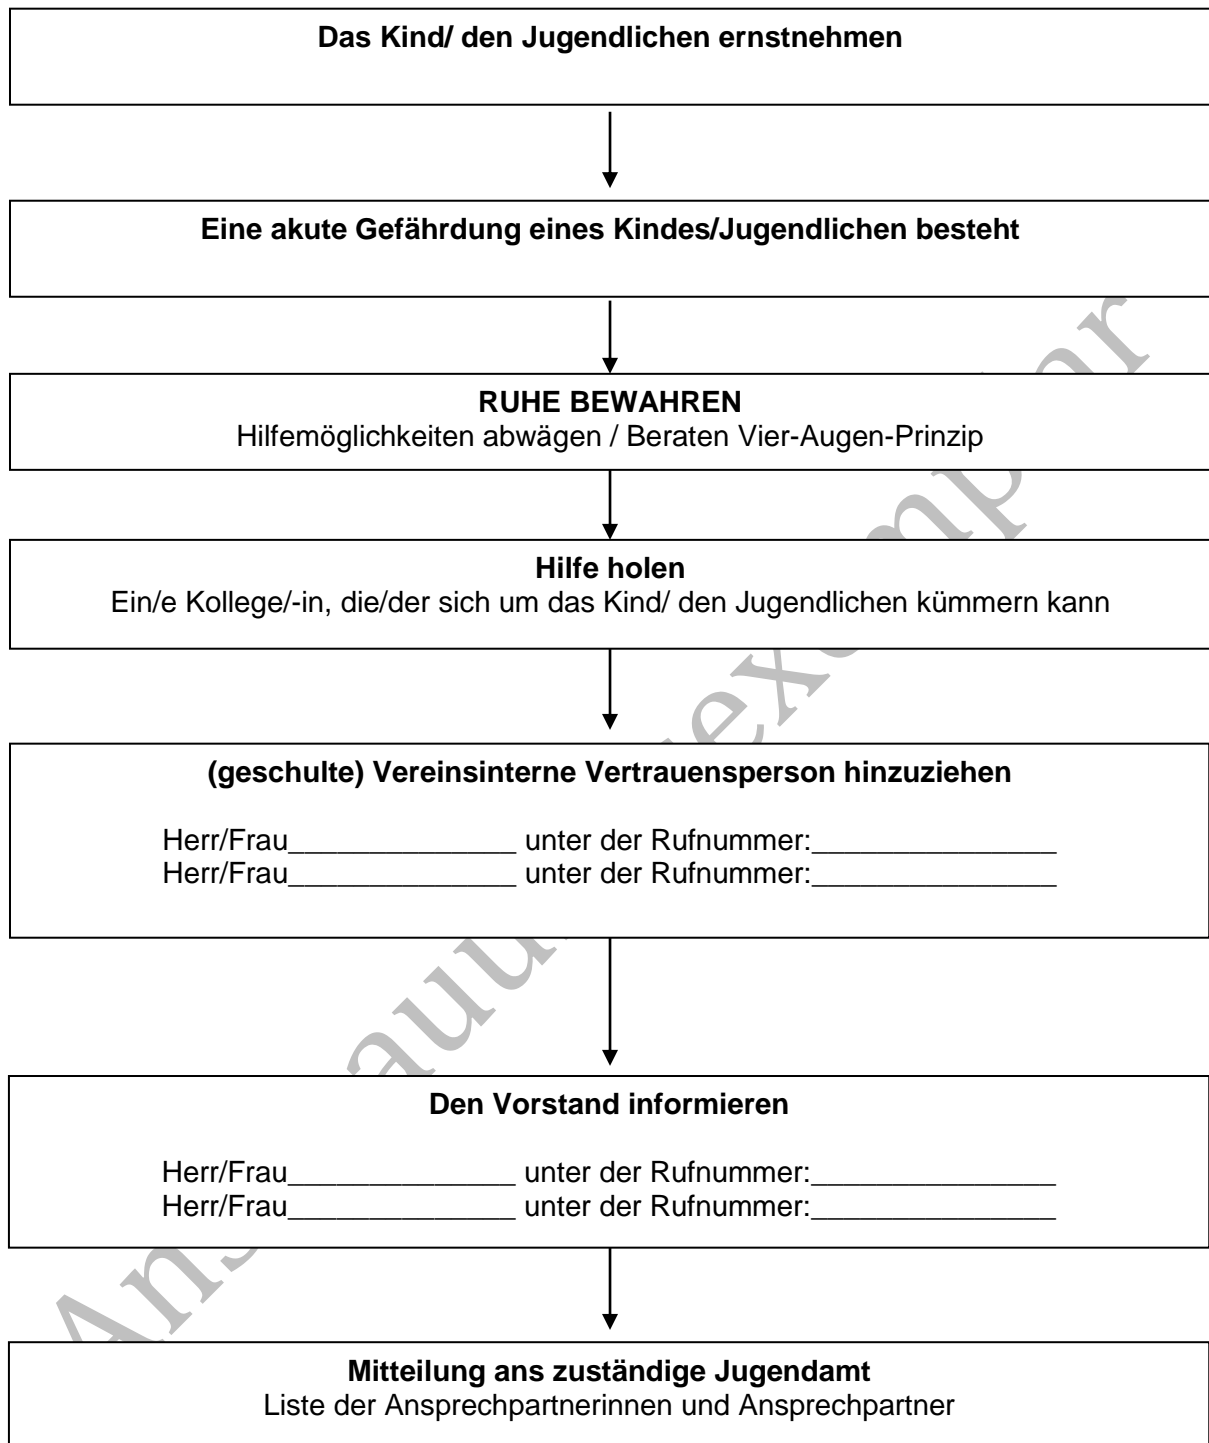 Das Kind/ den Jugendlichen ernstnehmen
Eine akute Gefährdung eines Kindes/Jugendlichen besteht
RUHE BEWAHREN
Hilfemöglichkeiten abwägen / Beraten Vier-Augen-Prinzip
Hilfe holen
Ein/e Kollege/-in, die/der sich um das Kind/ den Jugendlichen kümmern kann
(geschulte) Vereinsinterne Vertrauensperson hinzuziehen
Herr/Frau______________ unter der Rufnummer:_______________
Herr/Frau______________ unter der Rufnummer:_______________
Den Vorstand informieren
Herr/Frau______________ unter der Rufnummer:_______________
Herr/Frau______________ unter der Rufnummer:_______________
Mitteilung ans zuständige Jugendamt
Liste der Ansprechpartnerinnen und Ansprechpartner